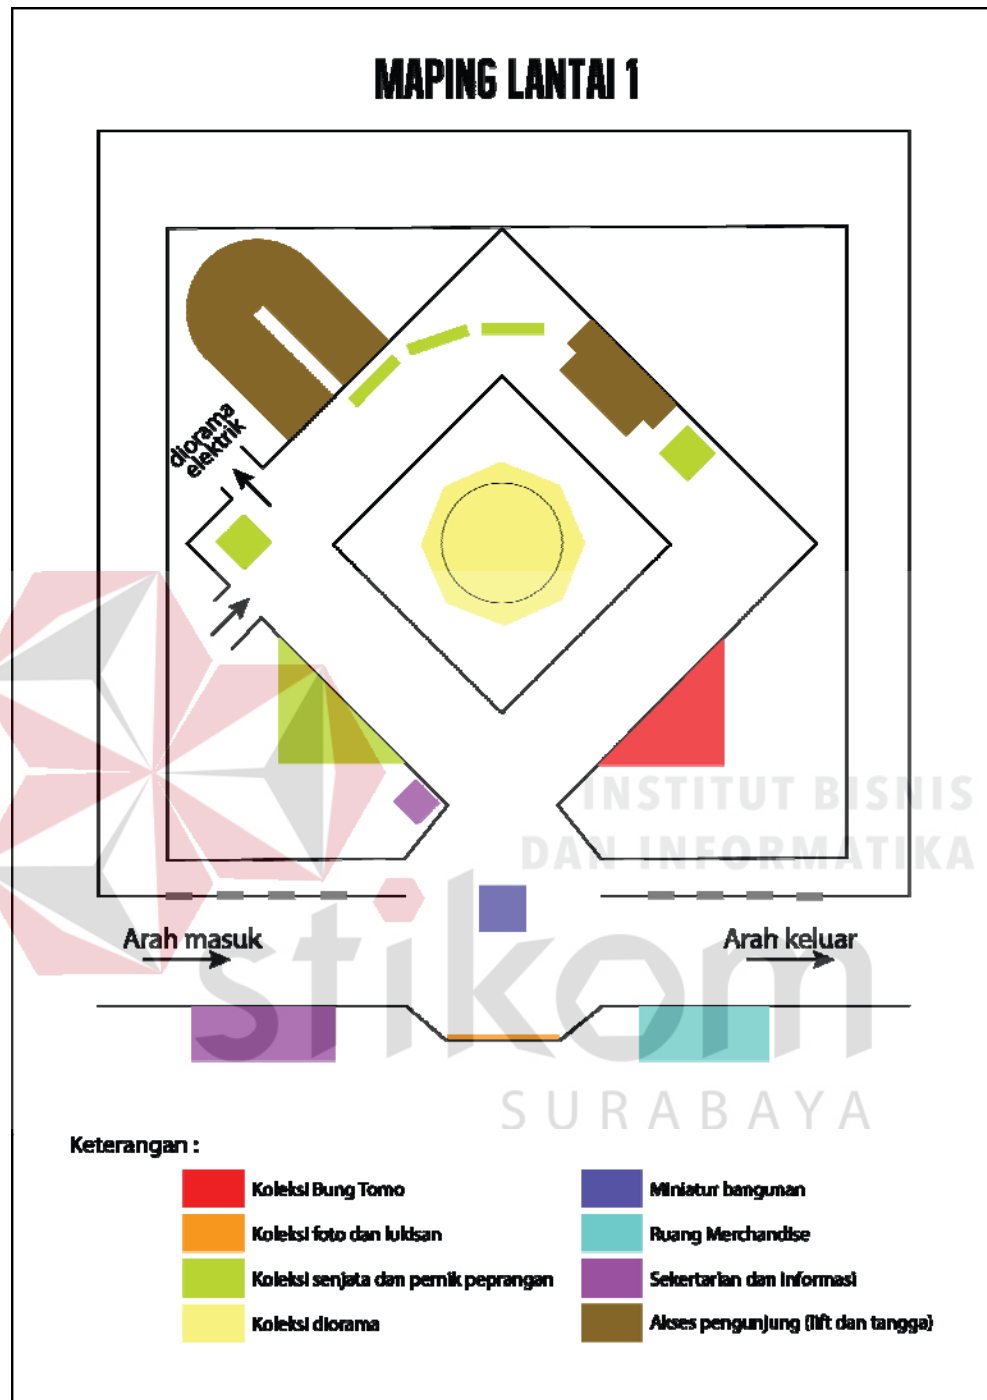 MAPING LANTAI 1
diorama
elektrik
INSTITUT BISNIS
DAN INFORMATIKA
Arah masuk
Arah keluar
stikom
SURABAYA
Keterangan :
Koleksi Bung Tomo
Koleksi foto dan lukisan
Koleksi senjata dan pernik peprangan
Koleksi diorama
Miniatur bangunan
Ruang Merchandise
Sekertarian dan Informasi
Akses pengunjung (lift dan tangga)